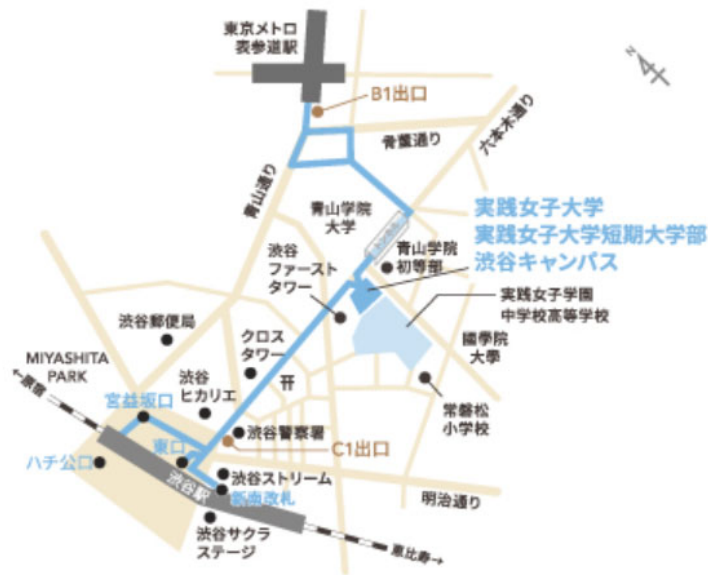 東京メトロ
表参道駅
N
B1出口
骨董通り
六本木通り
青山通り
青山学院
大学
トンネル
実践女子大学
実践女子大学短期大学部
渋谷キャンパス
青山学院
初等部
渋谷
ファースト
タワー
実践女子学園
中学校高等学校
渋谷郵便局
クロス
タワー
國學院
大學
MIYASHITA
PARK
←原宿
渋谷
ヒカリエ
宮益坂口
常磐松
小学校
渋谷警察署
C1出口
東口
ハチ公口
渋谷駅
渋谷ストリーム
新南改札
明治通り
渋谷サクラ
ステージ
恵比寿→